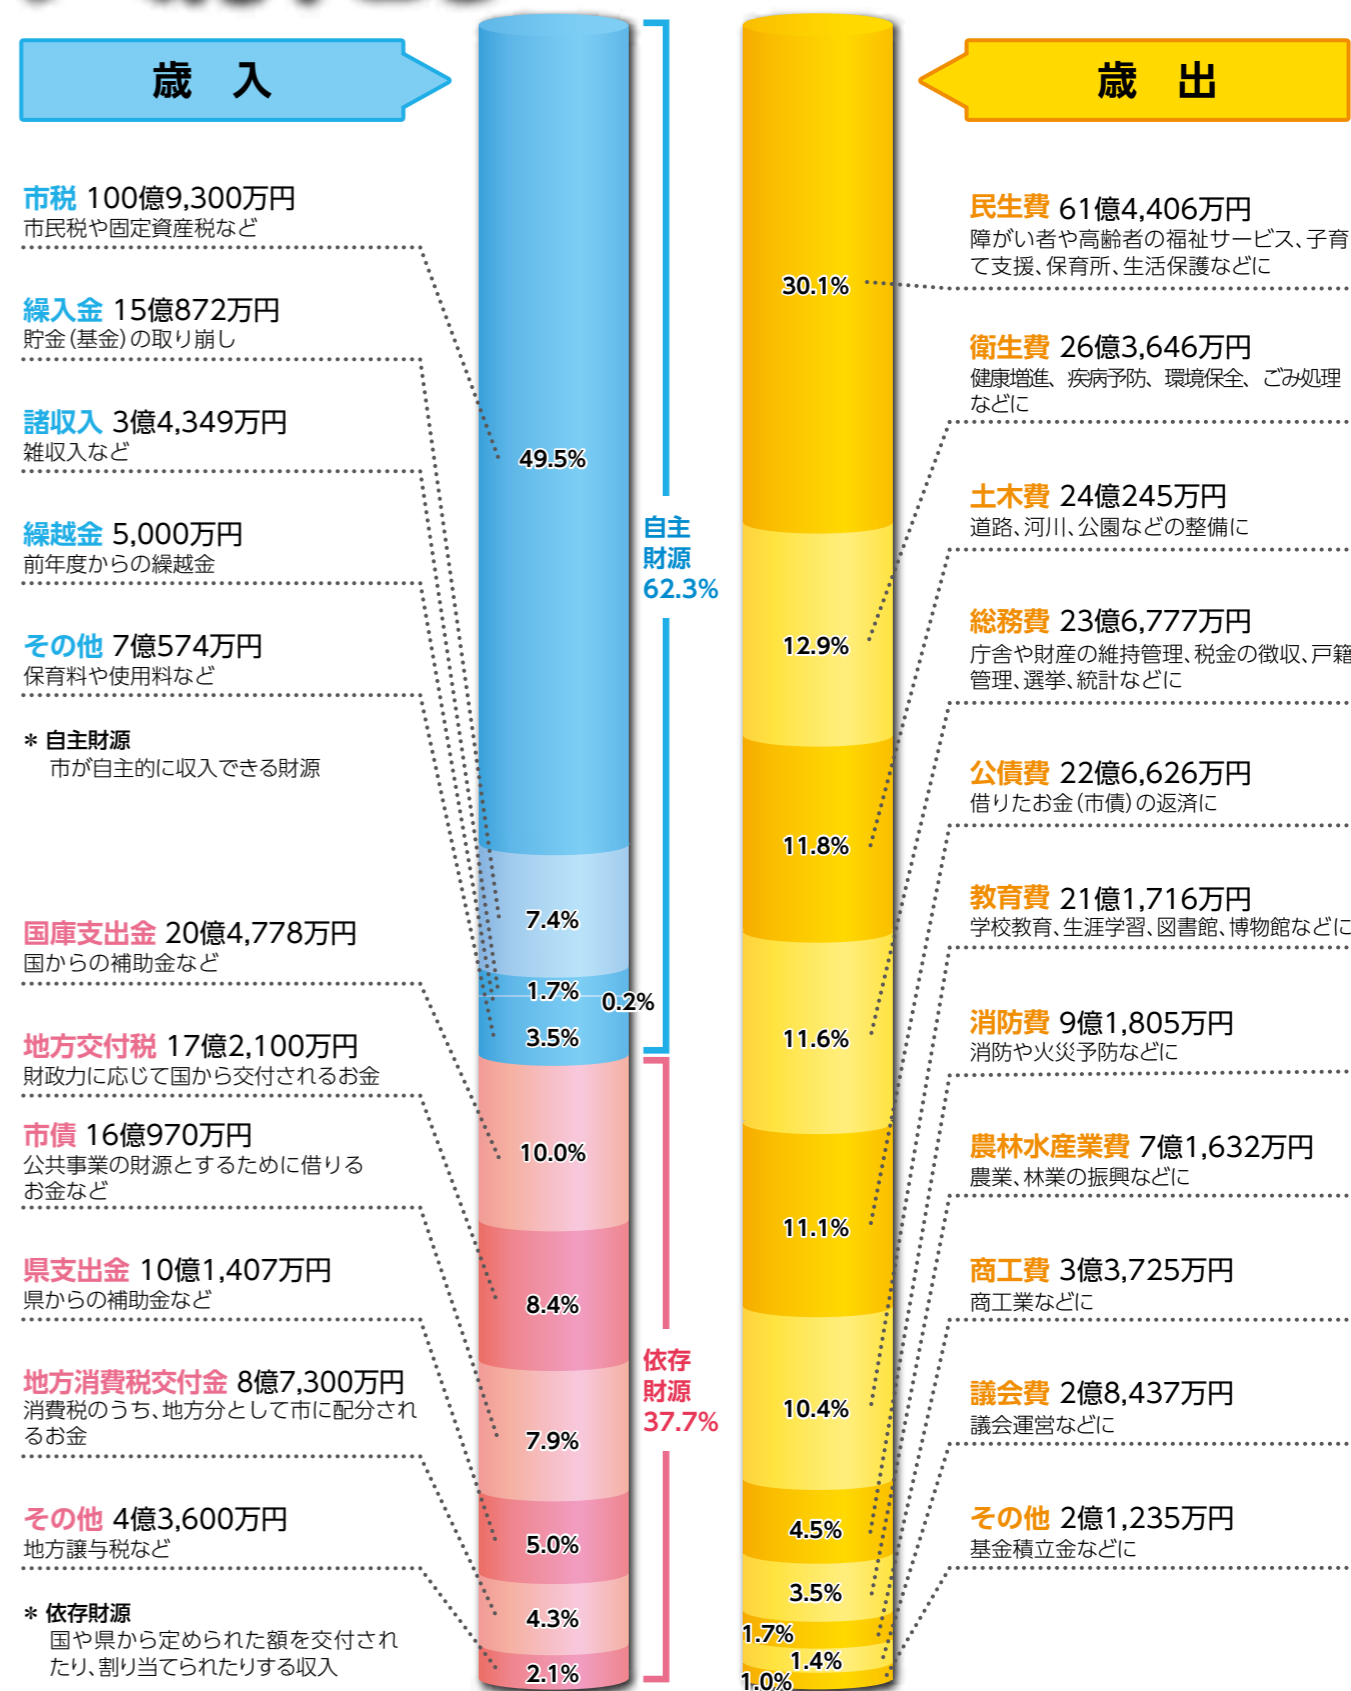 歳 入
市税 100億9,300万円
市民税や固定資産税など
繰入金 15億872万円
貯金(基金)の取り崩し
諸収入 3億4,349万円
雑収入など
繰越金 5,000万円
前年度からの繰越金
その他 7億574万円
保育料や使用料など
* 自主財源
市が自主的に収入できる財源
国庫支出金 20億4,778万円
国からの補助金など
地方交付税 17億2,100万円
財政力に応じて国から交付されるお金
市債 16億970万円
公共事業の財源とするために借りる
お金など
県支出金 10億1,407万円
県からの補助金など
地方消費税交付金 8億7,300万円
消費税のうち、地方分として市に配分され
るお金
その他 4億3,600万円
地方譲与税など
* 依存財源
国や県から定められた額を交付され
たり、割り当てられたりする収入
49.5%
7.4%
1.7%
0.2%
3.5%
10.0%
8.4%
7.9%
5.0%
4.3%
2.1%
自主
財源
62.3%
依存
財源
37.7%
30.1%
12.9%
11.8%
11.6%
11.1%
10.4%
4.5%
3.5%
1.7%
1.4%
1.0%
歳 出
民生費 61億4,406万円
障がい者や高齢者の福祉サービス、子育
て支援、保育所、生活保護などに
衛生費 26億3,646万円
健康増進、疾病予防、環境保全、ごみ処理
などに
土木費 24億245万円
道路、河川、公園などの整備に
総務費 23億6,777万円
庁舎や財産の維持管理、税金の徴収、戸籍
管理、選挙、統計などに
公債費 22億6,626万円
借りたお金(市債)の返済に
教育費 21億1,716万円
学校教育、生涯学習、図書館、博物館などに
消防費 9億1,805万円
消防や火災予防などに
農林水産業費 7億1,632万円
農業、林業の振興などに
商工費 3億3,725万円
商工業などに
議会費 2億8,437万円
議会運営などに
その他 2億1,235万円
基金積立金などに